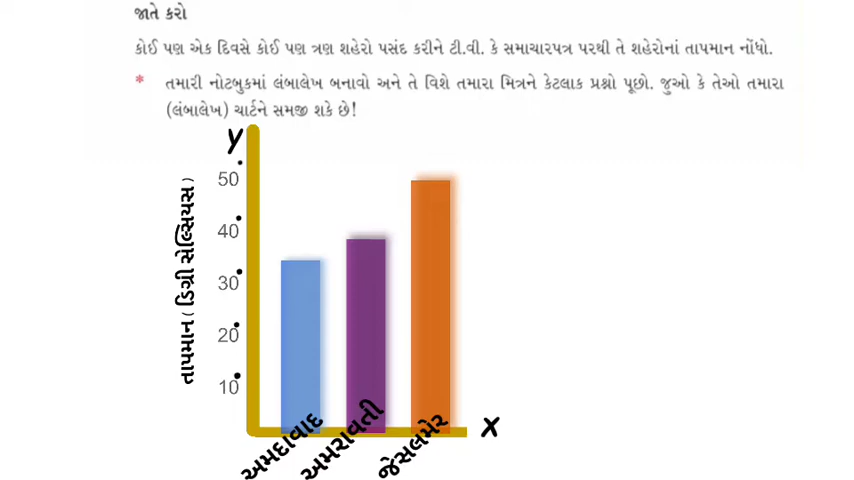 જાતે કરો
કોઈ પણ એક દિવસે કોઈ પણ ત્રણ શહેરો પસંદ કરીને ટી.વી. કે સમાચારપત્ર પરથી તે શહેરોનાં તાપમાન નોંધો.
* તમારી નોટબુકમાં લંબાલેખ બનાવો અને તે વિશે તમારા મિત્રને કેટલાક પ્રશ્નો પૂછો. જુઓ કે તેઓ તમારા
(લંબાલેખ) ચાર્ટને સમજી શકે છે!
y
50
40
30
20
10
તાપમાન ( ડિગ્રી સેલ્સિયસ )
x
અમદાવાદ
અમરાવતી
જેસલમેર